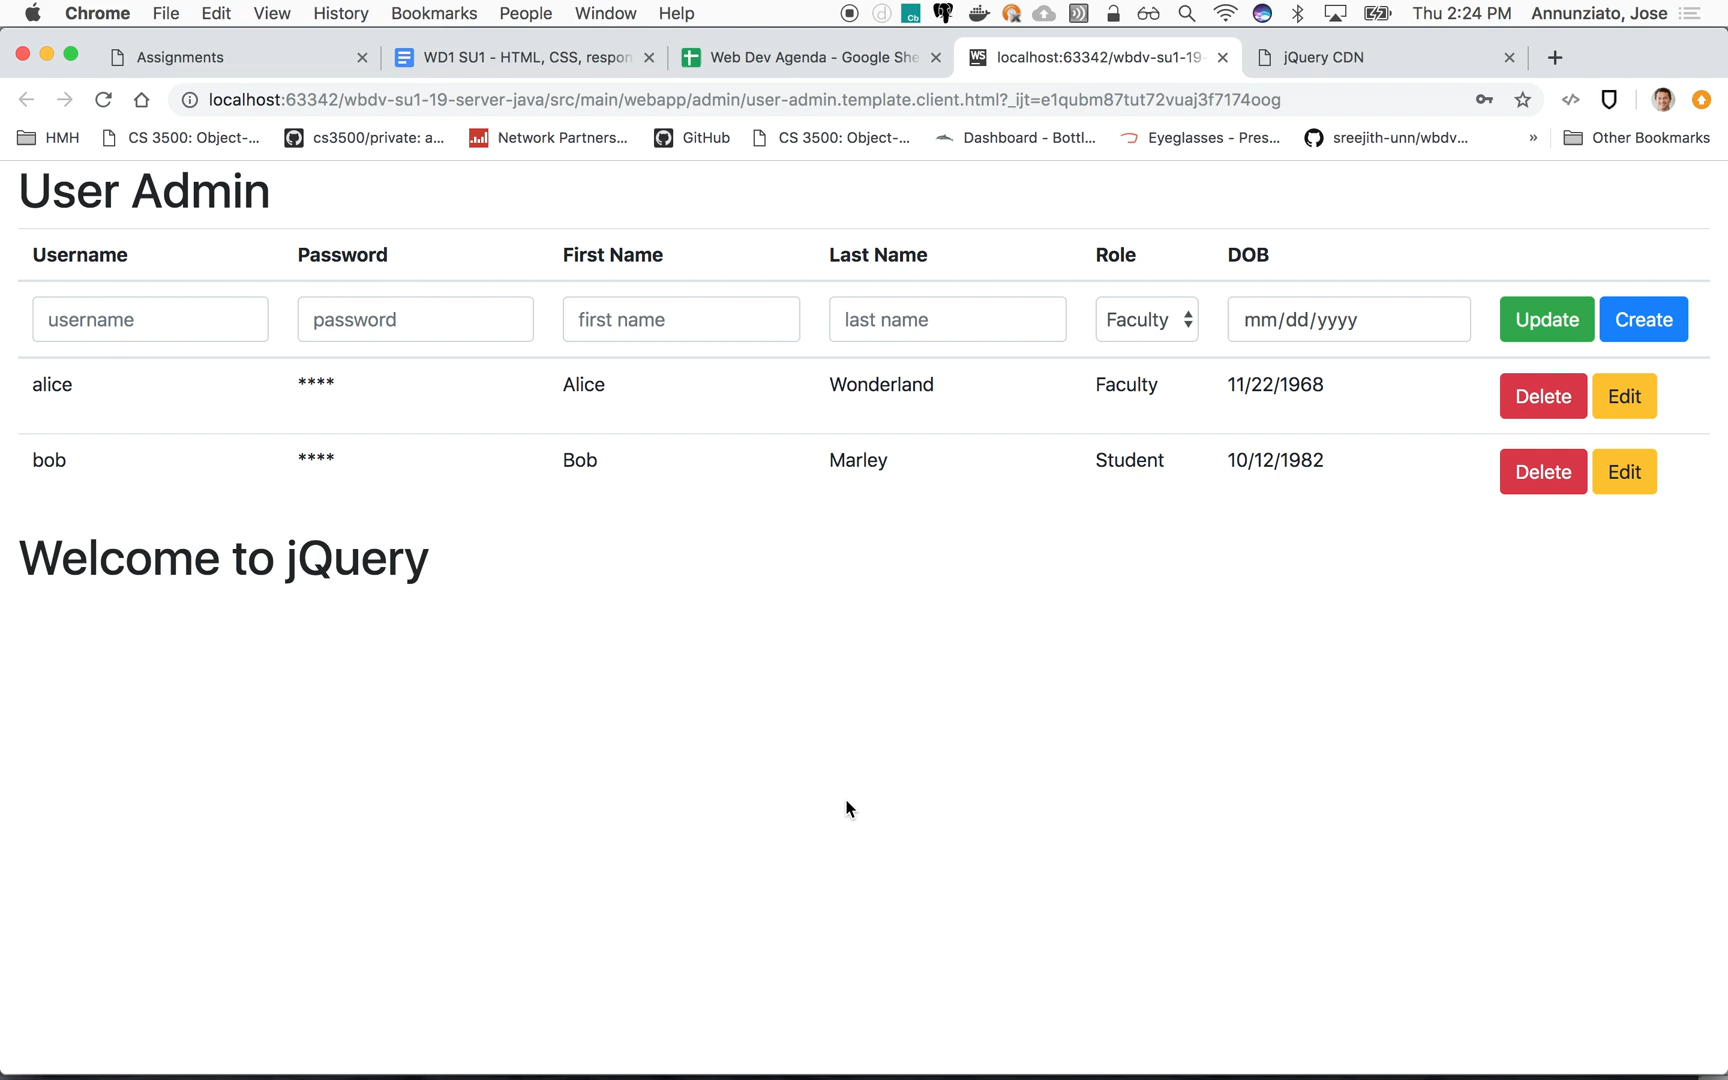 Chrome File Edit View History Bookmarks People Window Help Cb Thu 2:24 PM Annunziato, Jose
Assignments WD1 SU1 - HTML, CSS, respon Web Dev Agenda - Google She WS localhost:63342/wbdv-su1-19- jQuery CDN
localhost:63342/wbdv-su1-19-server-java/src/main/webapp/admin/user-admin.template.client.html?_ijt=e1qubm87tut72vuaj3f7174oog
HMH CS 3500: Object-... cs3500/private: a... Network Partners... GitHub CS 3500: Object-... Dashboard - Bottl... Eyeglasses - Pres... sreejith-unn/wbdv... » Other Bookmarks
User Admin
Username Password First Name Last Name Role DOB
username password first name last name Faculty mm/dd/yyyy Update Create
alice **** Alice Wonderland Faculty 11/22/1968 Delete Edit
bob **** Bob Marley Student 10/12/1982 Delete Edit
Welcome to jQuery